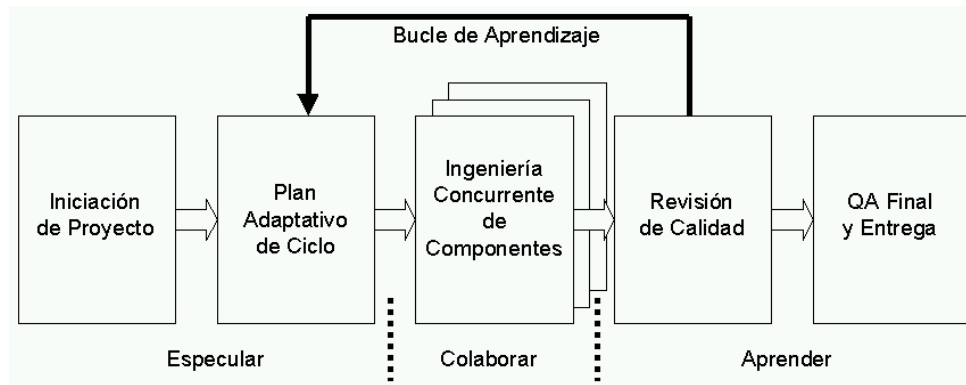 Bucle de Aprendizaje
Iniciación
de Proyecto
Plan
Adaptativo
de Ciclo
Ingeniería
Concurrente
de
Componentes
Revisión
de Calidad
QA Final
y Entrega
Especular
Colaborar
Aprender